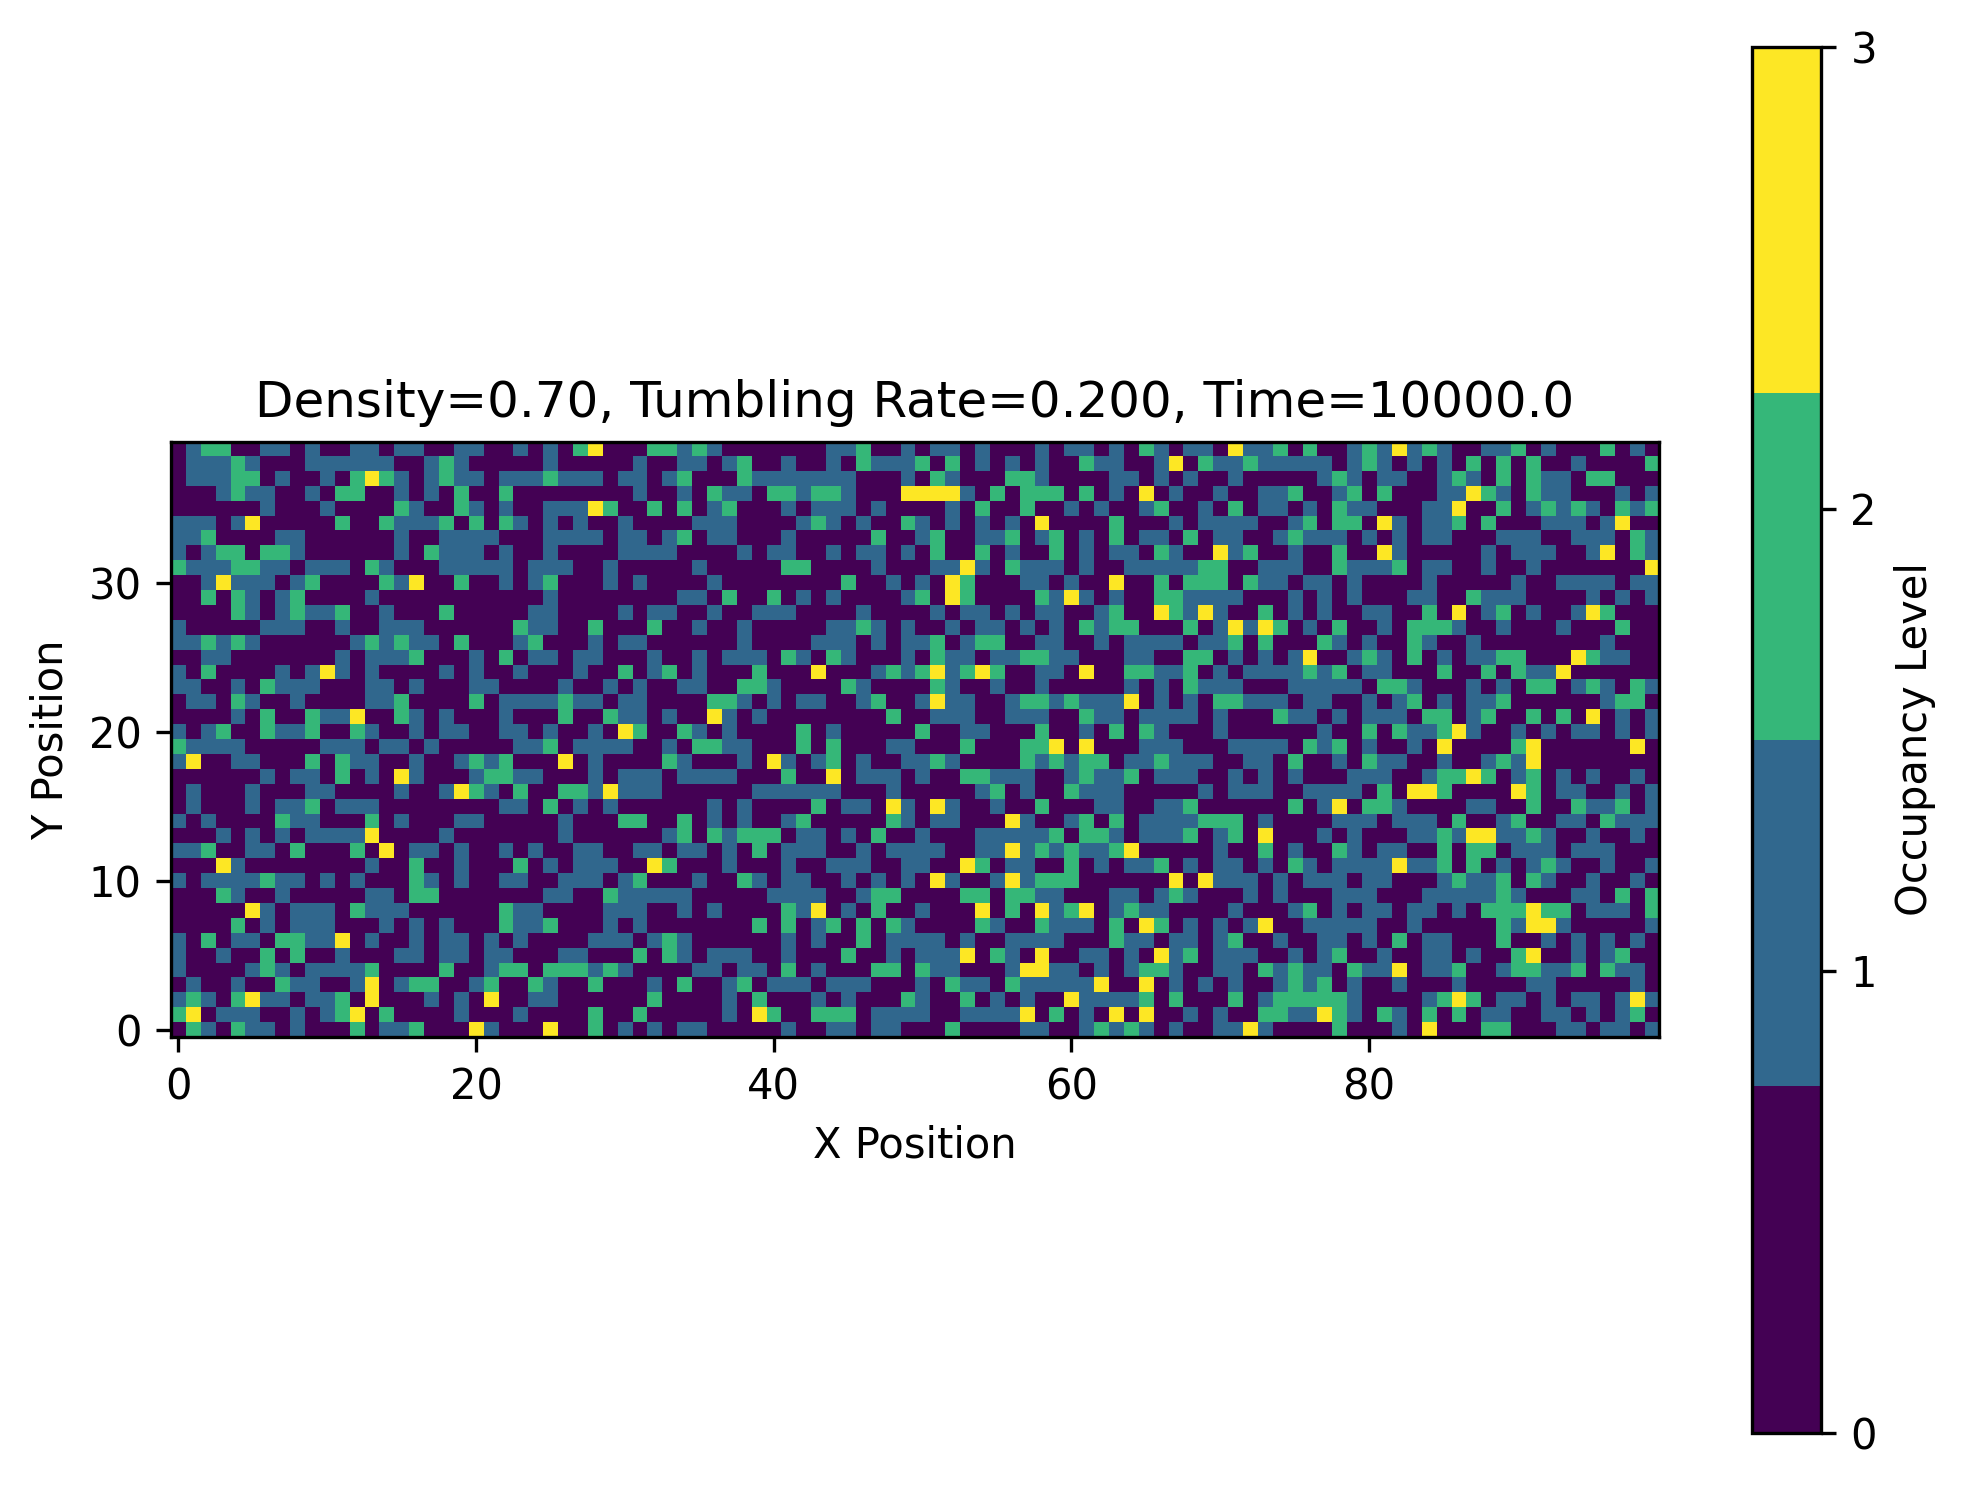 Density=0.70, Tumbling Rate=0.200, Time=10000.0
Y Position
30
20
10
0
0 20 40 60 80
X Position
3
2
1
0
Occupancy Level